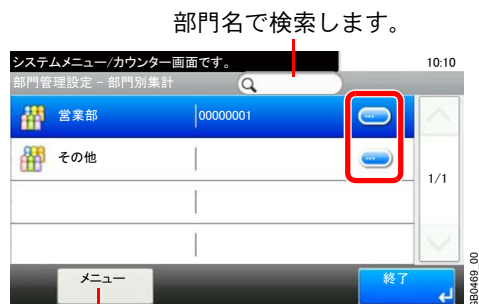 部門名で検索します。
システムメニュー/カウンター画面です。 10:10
部門管理設定 - 部門別集計
営業部 00000001
その他
1/1
メニュー 終了